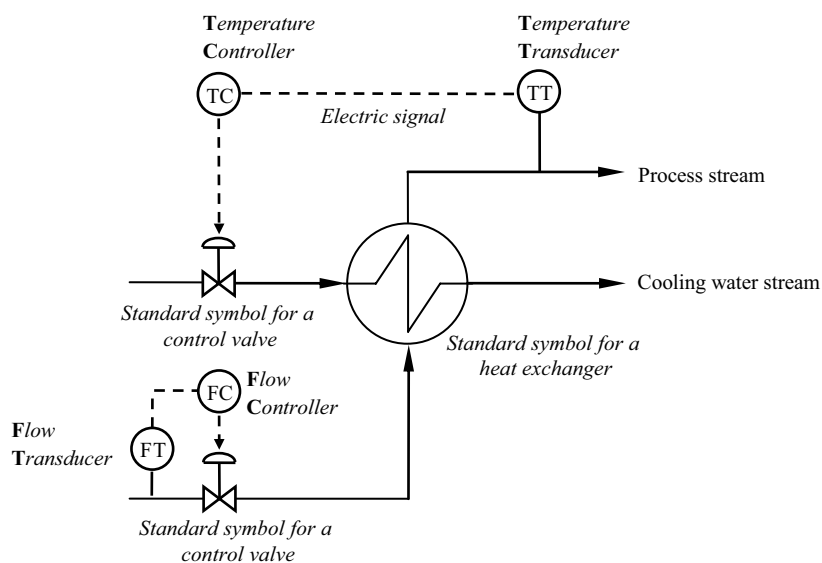 Temperature
Controller
Temperature
Transducer
TC
TT
Electric signal
Process stream
Cooling water stream
Standard symbol for a
control valve
Standard symbol for a
heat exchanger
FC
Flow
Controller
Flow
Transducer
FT
Standard symbol for a
control valve